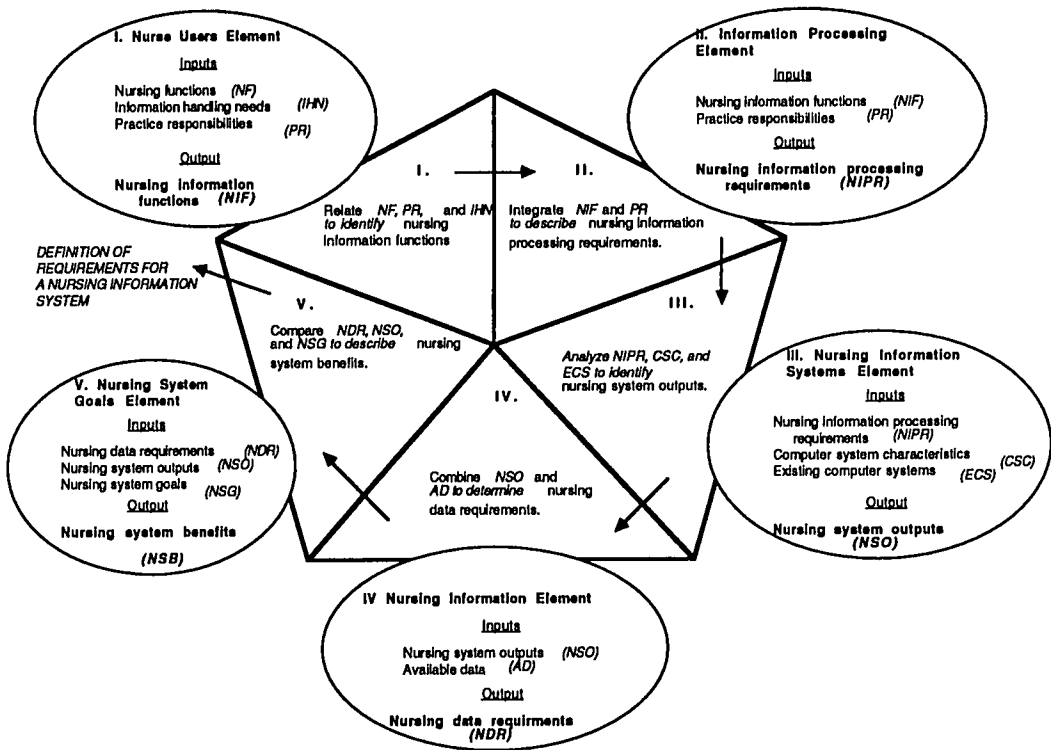 I. Nurse Users Element
Inputs
Nursing functions (NF)
Information handling needs (IHN)
Practice responsibilities (PR)
Output
Nursing information
functions (NIF)
II. Information Processing
Element
Inputs
Nursing information functions (NIF)
Practice responsibilities (PR)
Output
Nursing information processing
requirements (NIPR)
I.
Relate NF, PR, and IHN
to identify nursing
Information functions
II.
Integrate NIF and PR
to describe nursing information
processing requirements.
DEFINITION OF
REQUIREMENTS FOR
A NURSING INFORMATION
SYSTEM
V.
Compare NDR, NSO,
and NSG to describe nursing
system benefits.
III.
Analyze NIPR, CSC, and
ECS to identify
nursing system outputs.
III. Nursing Information
Systems Element
Inputs
Nursing information processing
requirements (NIPR)
Computer system characteristics (CSC)
Existing computer systems (ECS)
Output
Nursing system outputs
(NSO)
V. Nursing System
Goals Element
Inputs
Nursing data requirements (NDR)
Nursing system outputs (NSO)
Nursing system goals (NSG)
Output
Nursing system benefits
(NSB)
IV.
Combine NSO and
AD to determine nursing
data requirements.
IV Nursing Information Element
Inputs
Nursing system outputs (NSO)
Available data (AD)
Output
Nursing data requirments
(NDR)